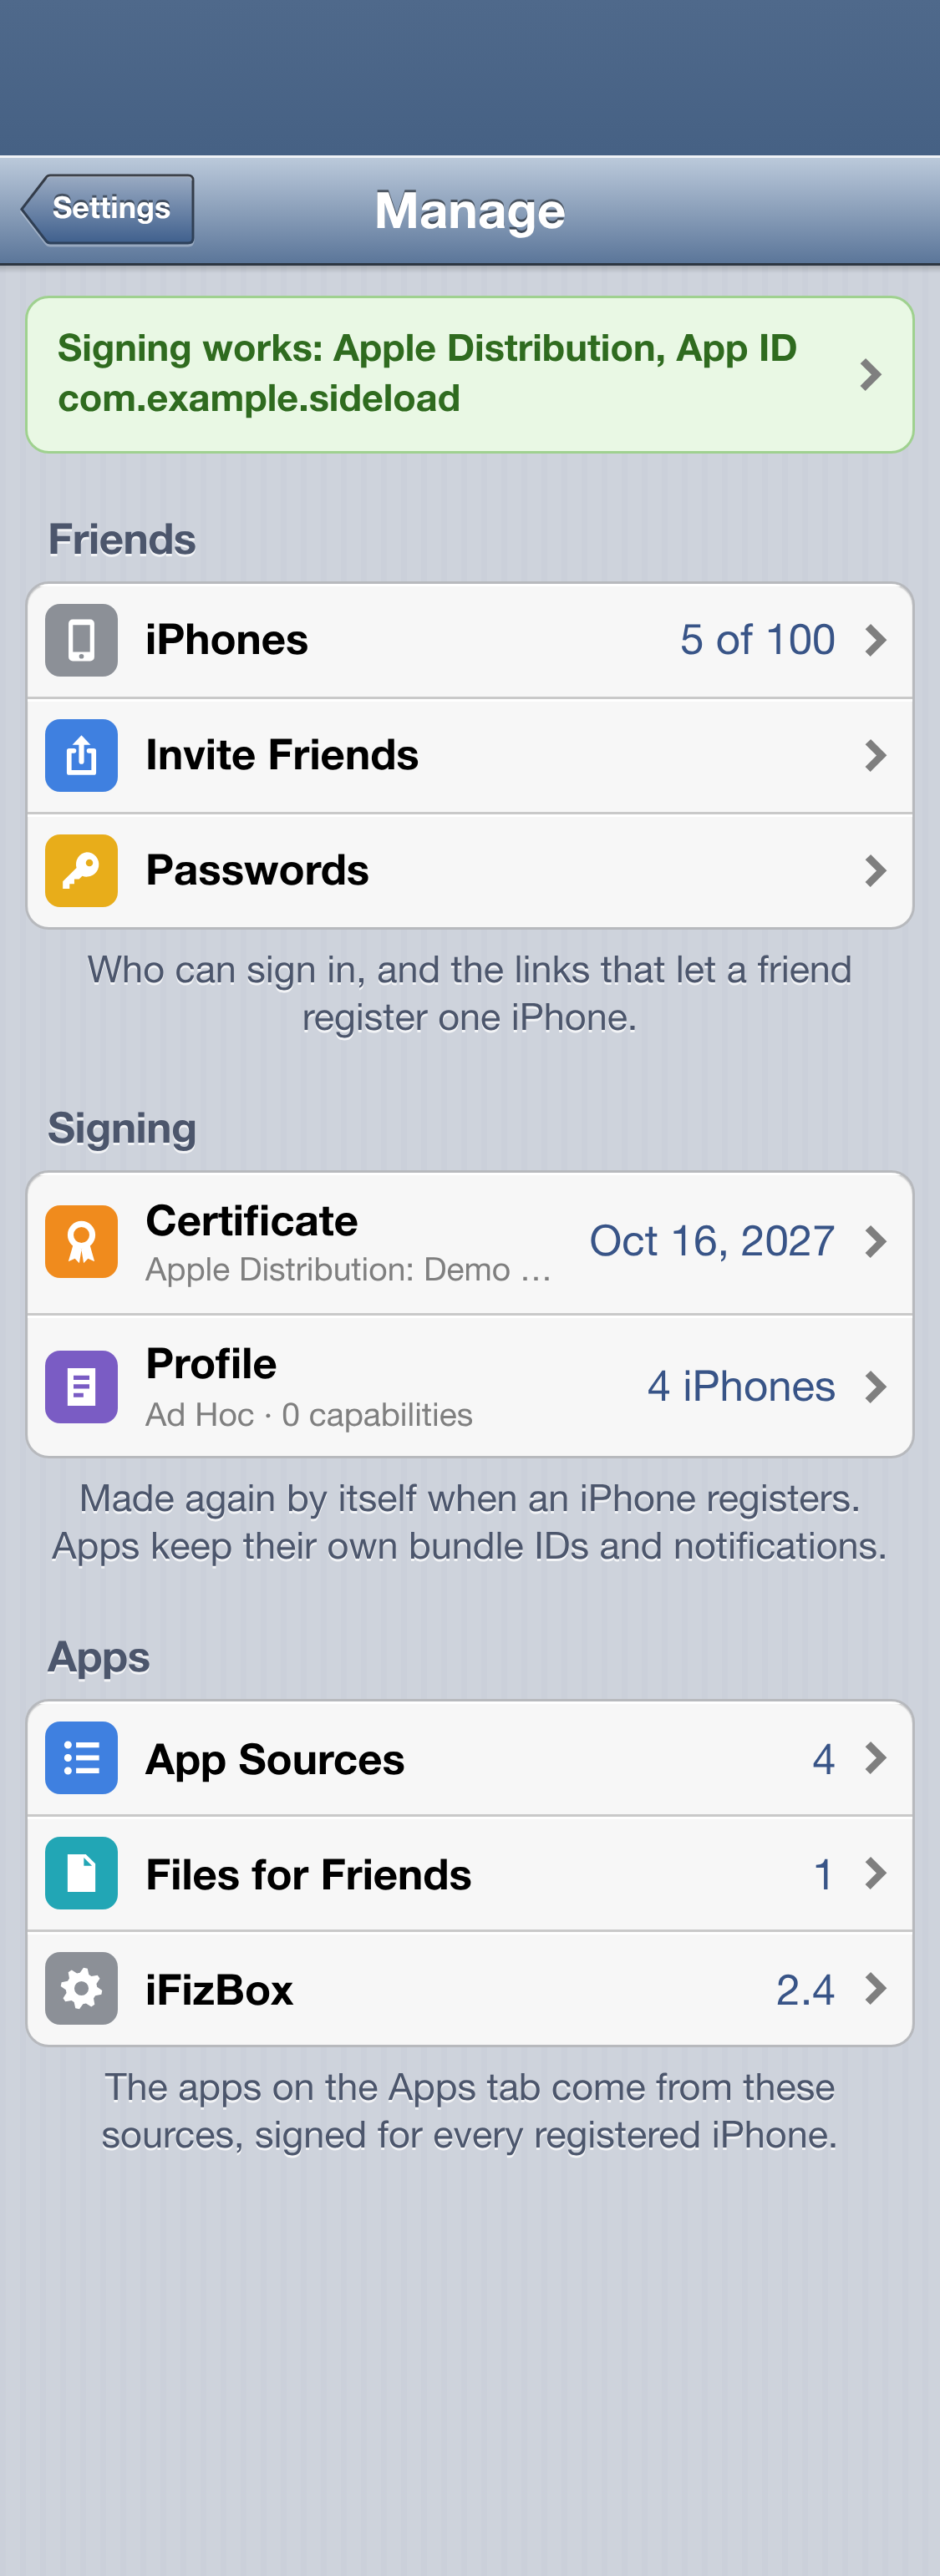 Settings
Manage
Signing works: Apple Distribution, App ID
com.example.sideload
Friends
iPhones 5 of 100
Invite Friends
Passwords
Who can sign in, and the links that let a friend
register one iPhone.
Signing
Certificate
Apple Distribution: Demo … Oct 16, 2027
Profile
Ad Hoc · 0 capabilities 4 iPhones
Made again by itself when an iPhone registers.
Apps keep their own bundle IDs and notifications.
Apps
App Sources 4
Files for Friends 1
iFizBox 2.4
The apps on the Apps tab come from these
sources, signed for every registered iPhone.